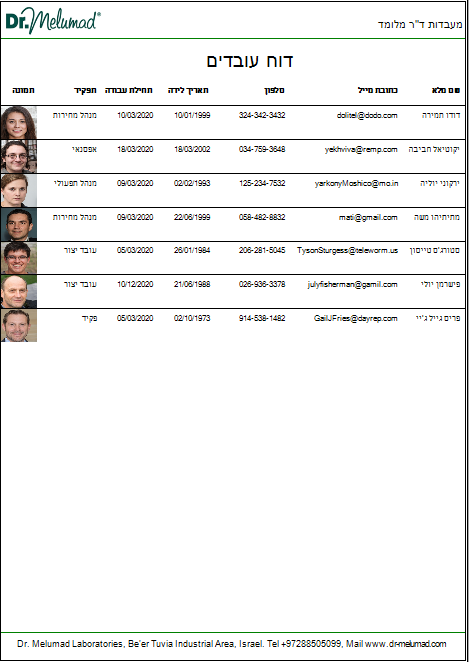 Dr. Melumad®
מעבדות ד"ר מלומד
דוח עובדים
שם מלא כתובת מייל טלפון תאריך לידה תחילת עבודה תפקיד תמונה
דודו תמירה dolitel@dodo.com 324-342-3432 10/01/1999 10/03/2020 מנהל מחירות
יקוטיאל חביבה yekhviva@remp.com 034-759-3648 18/03/2002 18/03/2020 אפסנאי
ירקוני יוליה yarkonyMoshico@mo.in 125-234-7532 02/02/1993 09/03/2020 מנהל תפעולי
מתיתיהו משה mati@gmail.com 058-482-8832 22/06/1999 09/03/2020 מנהל מחירות
סטורג'ס טייסון TysonSturgess@teleworm.us 206-281-5045 26/01/1984 05/03/2020 עובד יצור
פישרמן יולי julyfisherman@gamil.com 026-936-3378 21/06/1988 10/12/2020 עובד יצור
פריס גייל ג'יי GailJFries@dayrep.com 914-538-1482 02/10/1973 05/03/2020 פקיד
Dr. Melumad Laboratories, Be'er Tuvia Industrial Area, Israel. Tel +97288505099, Mail www.dr-melumad.com